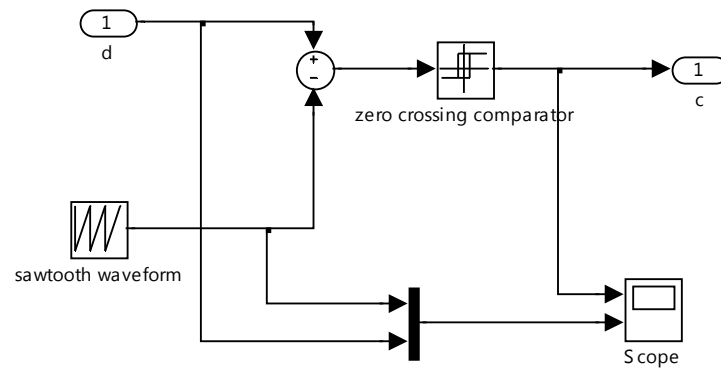 1
d
+
−
zero crossing comparator
1
c
sawtooth waveform
Scope